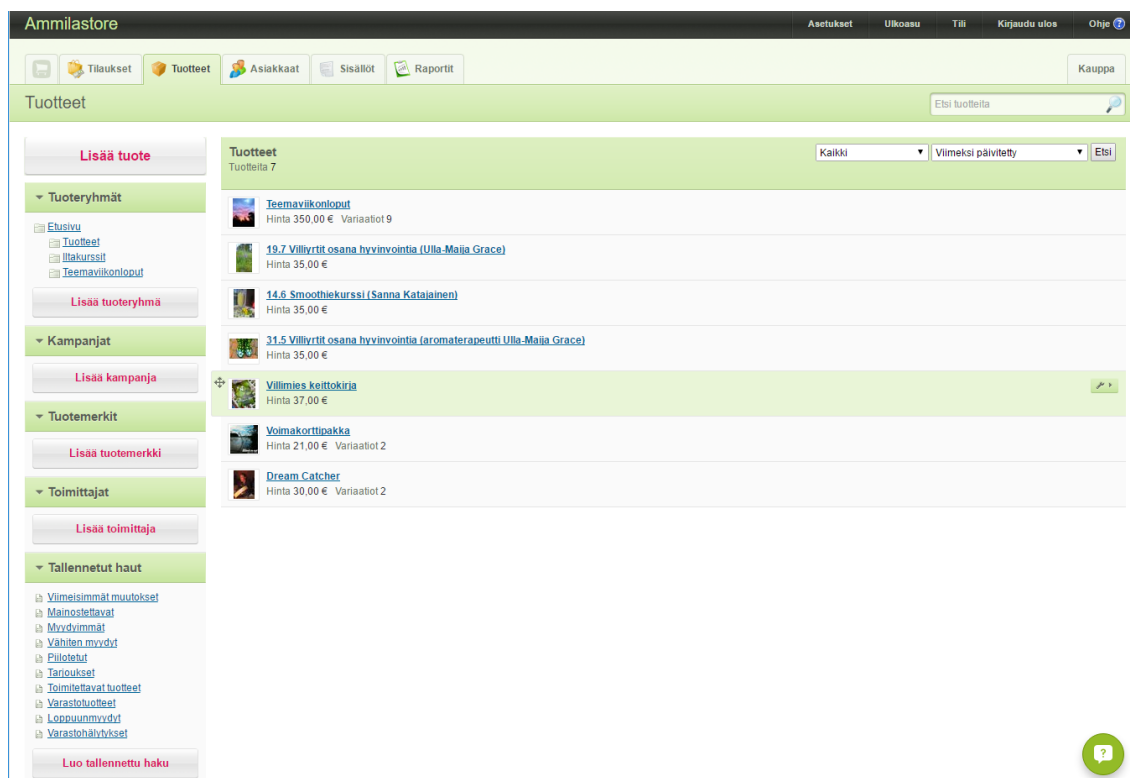 Ammilastore
Asetukset Ulkoasu Tili Kirjaudu ulos Ohje ?
Tilaukset Tuotteet Asiakkaat Sisällöt Raportit Kauppa
Tuotteet
Etsi tuotteita
Lisää tuote
Tuoteryhmät
Etusivu
Tuotteet
Iltakurssit
Teemaviikonloput
Lisää tuoteryhmä
Kampanjat
Lisää kampanja
Tuotemerkit
Lisää tuotemerkki
Toimittajat
Lisää toimittaja
Tallennetut haut
Viimeisimmät muutokset
Mainostettavat
Myydyimmät
Vähiten myydyt
Piilotetut
Tarjoukset
Toimitettavat tuotteet
Varastotuotteet
Loppuunmyydyt
Varastohälytykset
Luo tallennettu haku
Tuotteet
Tuotteita 7
Kaikki Viimeksi päivitetty Etsi
Teemaviikonloput
Hinta 350,00 € Variaatiot 9
19.7 Villiyrtit osana hyvinvointia (Ulla-Maija Grace)
Hinta 35,00 €
14.6 Smoothiekurssi (Sanna Katajainen)
Hinta 35,00 €
31.5 Villiyrtit osana hyvinvointia (aromaterapeutti Ulla-Maija Grace)
Hinta 35,00 €
Villimies keittokirja
Hinta 37,00 €
Voimakorttipakka
Hinta 21,00 € Variaatiot 2
Dream Catcher
Hinta 30,00 € Variaatiot 2
?